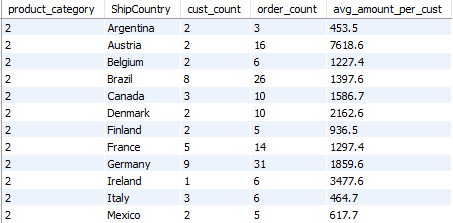 product_category ShipCountry cust_count order_count avg_amount_per_cust
2 Argentina 2 3 453.5
2 Austria 2 16 7618.6
2 Belgium 2 6 1227.4
2 Brazil 8 26 1397.6
2 Canada 3 10 1586.7
2 Denmark 2 10 2162.6
2 Finland 2 5 936.5
2 France 5 14 1297.4
2 Germany 9 31 1859.6
2 Ireland 1 6 3477.6
2 Italy 3 6 464.7
2 Mexico 2 5 617.7